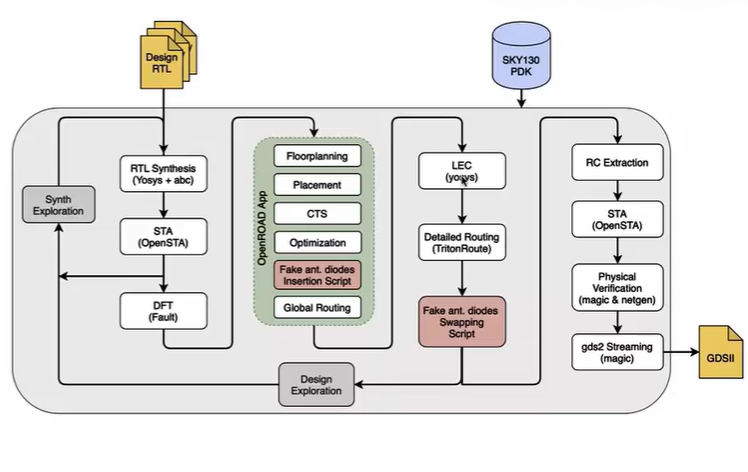 Design
RTL
SKY130
PDK
Synth
Exploration
RTL Synthesis
(Yosys + abc)
STA
(OpenSTA)
DFT
(Fault)
OpenROAD App
Floorplanning
Placement
CTS
Optimization
Fake ant. diodes
Insertion Script
Global Routing
LEC
(yosys)
Detailed Routing
(TritonRoute)
Fake ant. diodes
Swapping
Script
Design
Exploration
RC Extraction
STA
(OpenSTA)
Physical
Verification
(magic & netgen)
gds2 Streaming
(magic)
GDSII